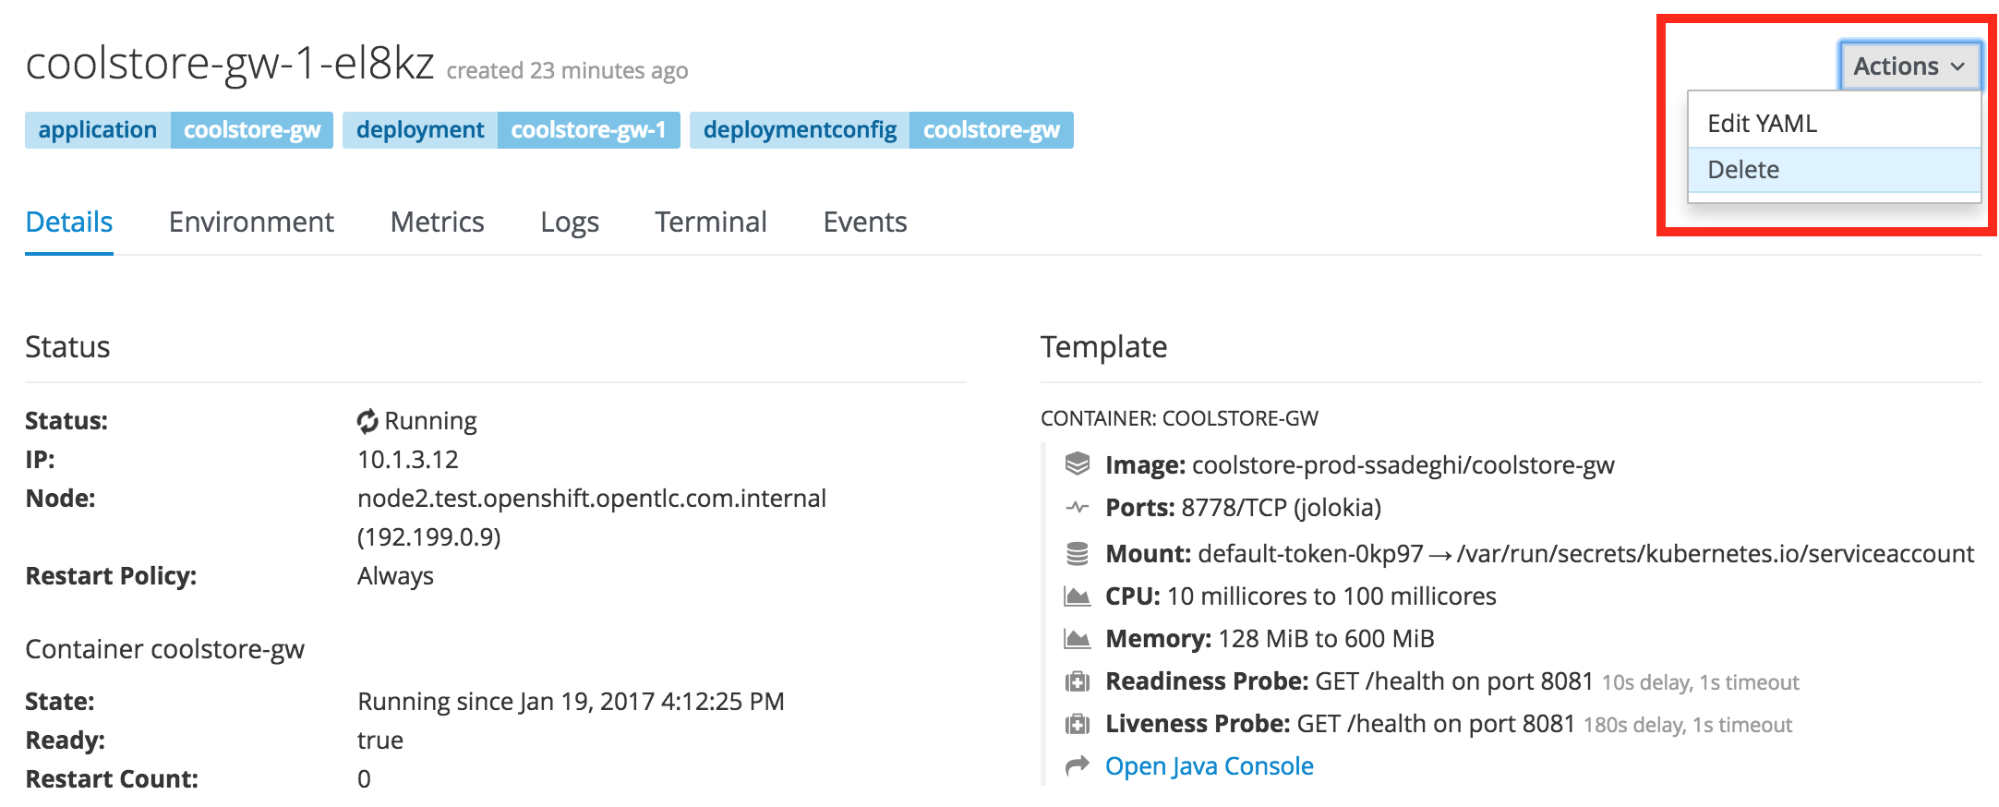 coolstore-gw-1-el8kz created 23 minutes ago
Actions
Edit YAML
Delete
application coolstore-gw deployment coolstore-gw-1 deploymentconfig coolstore-gw
Details Environment Metrics Logs Terminal Events
Status
Status: Running
IP: 10.1.3.12
Node: node2.test.openshift.opentlc.com.internal
(192.199.0.9)
Restart Policy: Always
Container coolstore-gw
State: Running since Jan 19, 2017 4:12:25 PM
Ready: true
Restart Count: 0
Template
CONTAINER: COOLSTORE-GW
Image: coolstore-prod-ssadeghi/coolstore-gw
Ports: 8778/TCP (jolokia)
Mount: default-token-0kp97 → /var/run/secrets/kubernetes.io/serviceaccount
CPU: 10 millicores to 100 millicores
Memory: 128 MiB to 600 MiB
Readiness Probe: GET /health on port 8081 10s delay, 1s timeout
Liveness Probe: GET /health on port 8081 180s delay, 1s timeout
Open Java Console